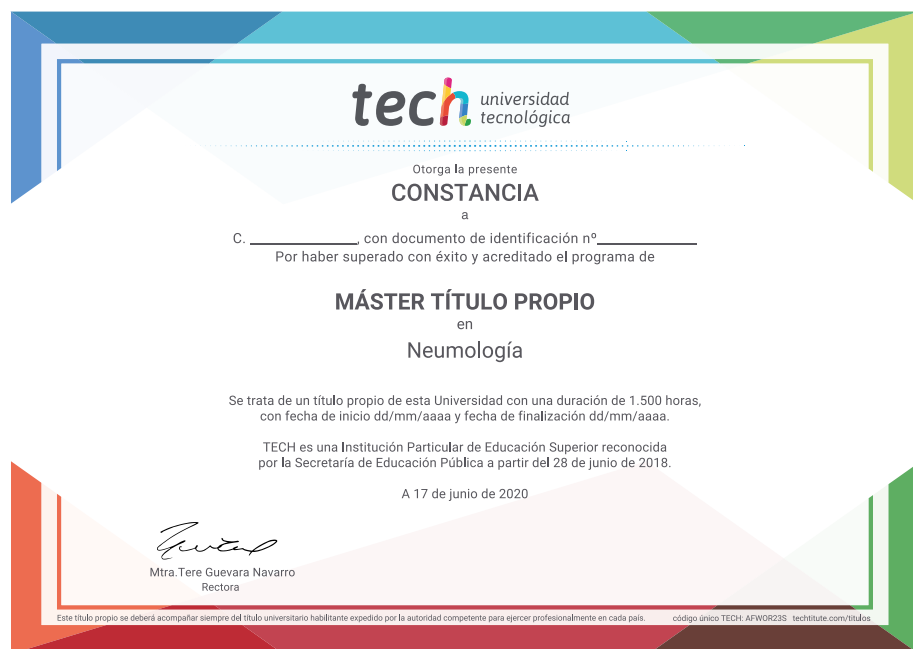 tech universidad
tecnológica
Otorga la presente
CONSTANCIA
a
C. ____________, con documento de identificación nº____________
Por haber superado con éxito y acreditado el programa de
MÁSTER TÍTULO PROPIO
en
Neumología
Se trata de un título propio de esta Universidad con una duración de 1.500 horas,
con fecha de inicio dd/mm/aaaa y fecha de finalización dd/mm/aaaa.
TECH es una Institución Particular de Educación Superior reconocida
por la Secretaría de Educación Pública a partir del 28 de junio de 2018.
A 17 de junio de 2020
Mtra.Tere Guevara Navarro
Rectora
Este título propio se deberá acompañar siempre del título universitario habilitante expedido por la autoridad competente para ejercer profesionalmente en cada país. código único TECH: AFWOR23S techtitute.com/titulos